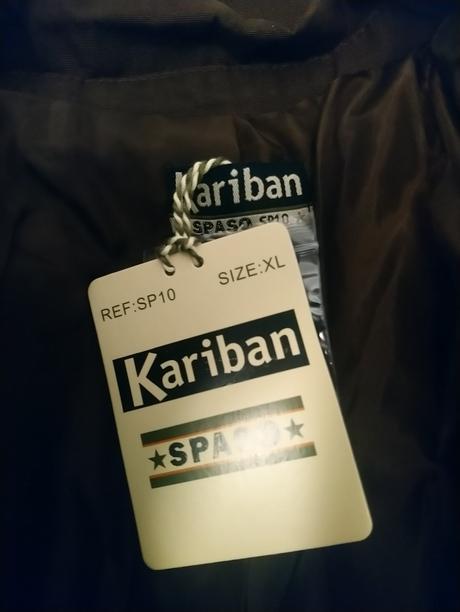 Kariban
SPASO SP10
REF:SP10 SIZE:XL
Kariban
SPASO